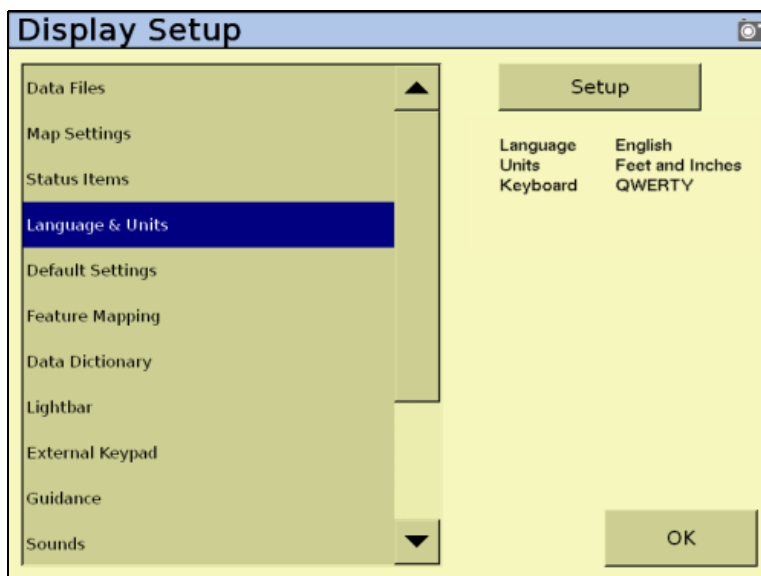 Display Setup
Data Files
Map Settings
Status Items
Language & Units
Default Settings
Feature Mapping
Data Dictionary
Lightbar
External Keypad
Guidance
Sounds
Setup
Language English
Units Feet and Inches
Keyboard QWERTY
OK